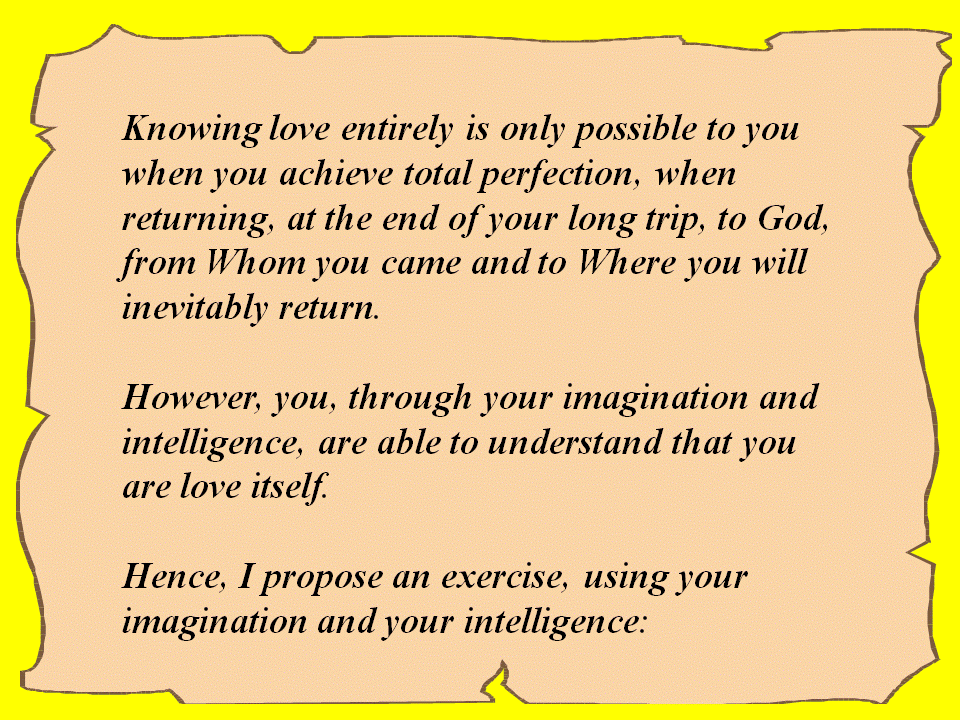 Knowing love entirely is only possible to you
when you achieve total perfection, when
returning, at the end of your long trip, to God,
from Whom you came and to Where you will
inevitably return.
However, you, through your imagination and
intelligence, are able to understand that you
are love itself.
Hence, I propose an exercise, using your
imagination and your intelligence: